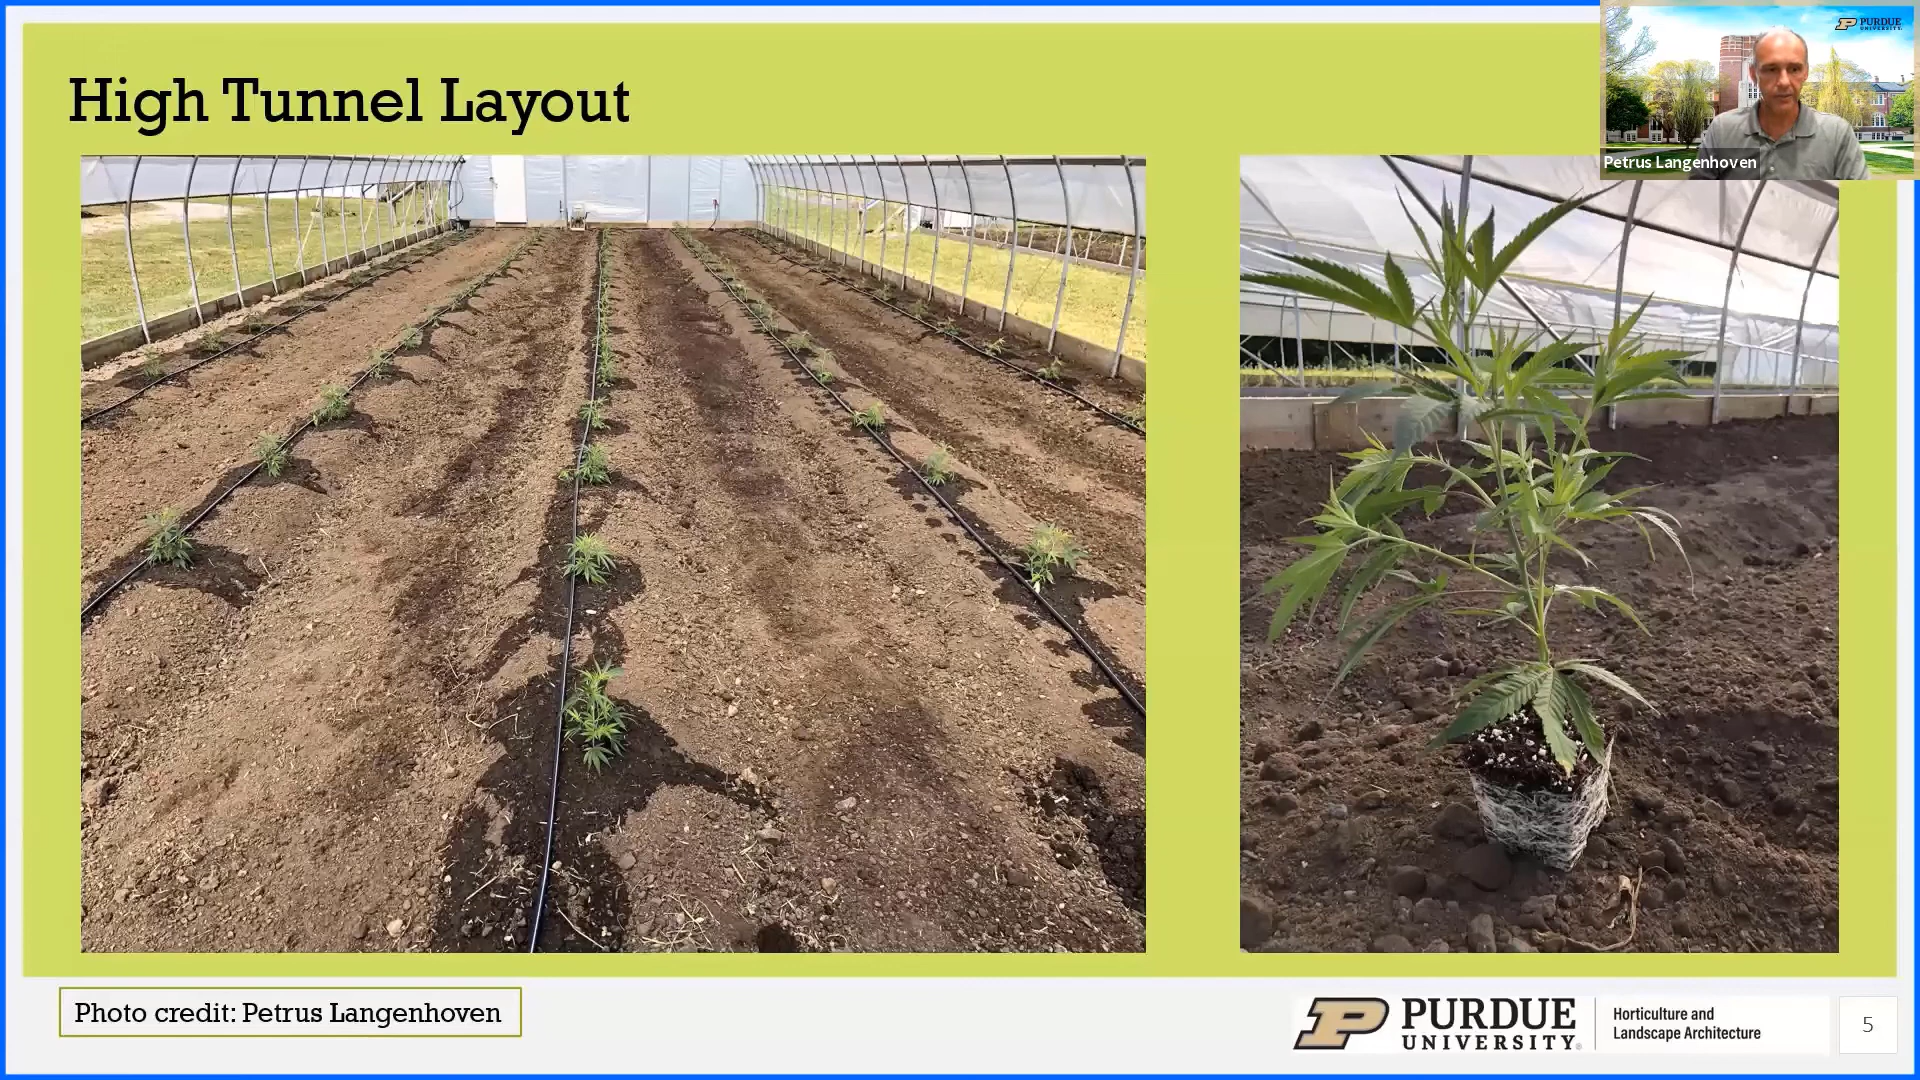 High Tunnel Layout
PURDUE
UNIVERSITY
Petrus Langenhoven
Photo credit: Petrus Langenhoven
PURDUE
UNIVERSITY
Horticulture and
Landscape Architecture
5